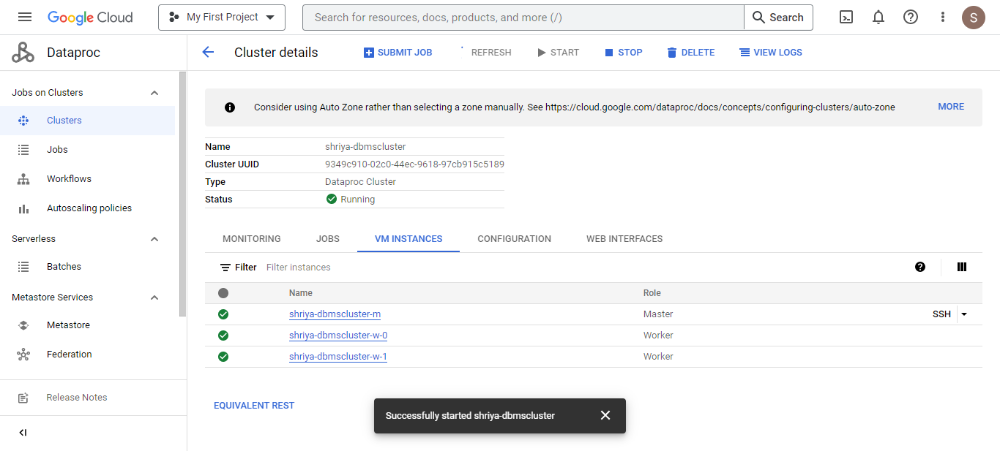 Google Cloud
My First Project
Search for resources, docs, products, and more (/)
Search
S
Dataproc
Cluster details
SUBMIT JOB
REFRESH
START
STOP
DELETE
VIEW LOGS
Jobs on Clusters
Clusters
Jobs
Workflows
Autoscaling policies
Serverless
Batches
Metastore Services
Metastore
Federation
Release Notes
Consider using Auto Zone rather than selecting a zone manually. See https://cloud.google.com/dataproc/docs/concepts/configuring-clusters/auto-zone
MORE
Name shriya-dbmscluster
Cluster UUID 9349c910-02c0-44ec-9618-97cb915c5189
Type Dataproc Cluster
Status Running
MONITORING JOBS VM INSTANCES CONFIGURATION WEB INTERFACES
Filter Filter instances
Name Role
shriya-dbmscluster-m Master SSH
shriya-dbmscluster-w-0 Worker
shriya-dbmscluster-w-1 Worker
EQUIVALENT REST
Successfully started shriya-dbmscluster